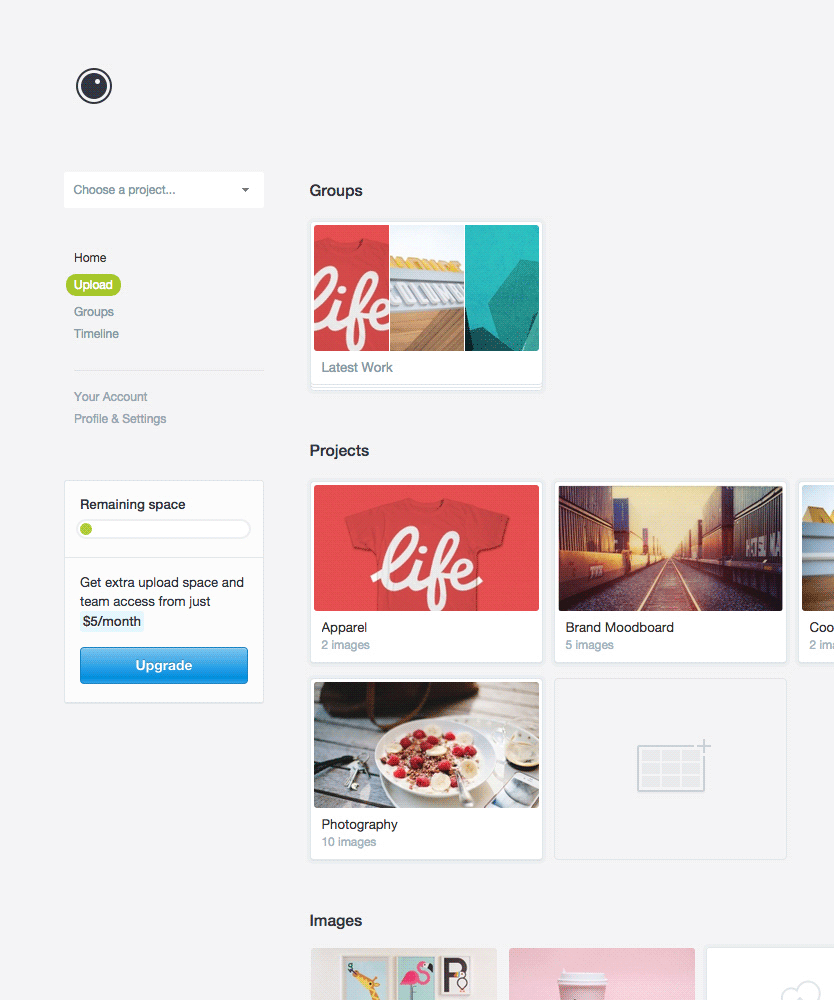 Choose a project...
Home
Upload
Groups
Timeline
Your Account
Profile & Settings
Remaining space
Get extra upload space and
team access from just
$5/month
Upgrade
Groups
life
Latest Work
Projects
life
Apparel
2 images
Brand Moodboard
5 images
Coo
2 ima
Photography
10 images
Images